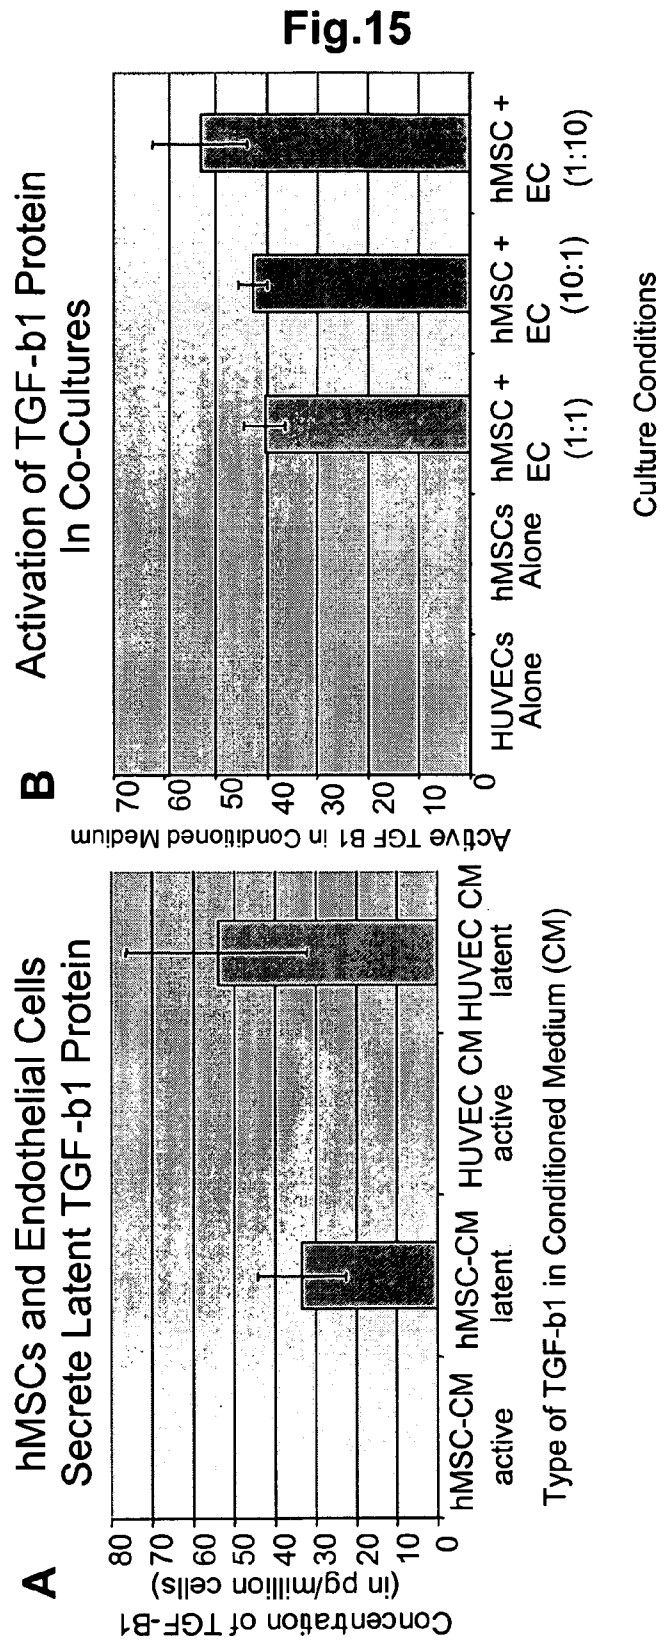 Fig.15
A
hMSCs and Endothelial Cells
Secrete Latent TGF-b1 Protein
Concentration of TGF-B1
(in pg/million cells)
80
70
60
50
40
30
20
10
0
hMSC-CM
active
hMSC-CM
latent
HUVEC CM
active
HUVEC CM
latent
Type of TGF-b1 in Conditioned Medium (CM)
B
Activation of TGF-b1 Protein
In Co-Cultures
Active TGF B1 in Conditioned Medium
70
60
50
40
30
20
10
0
HUVECs
Alone
hMSCs
Alone
hMSC +
EC
(1:1)
hMSC +
EC
(10:1)
hMSC +
EC
(1:10)
Culture Conditions